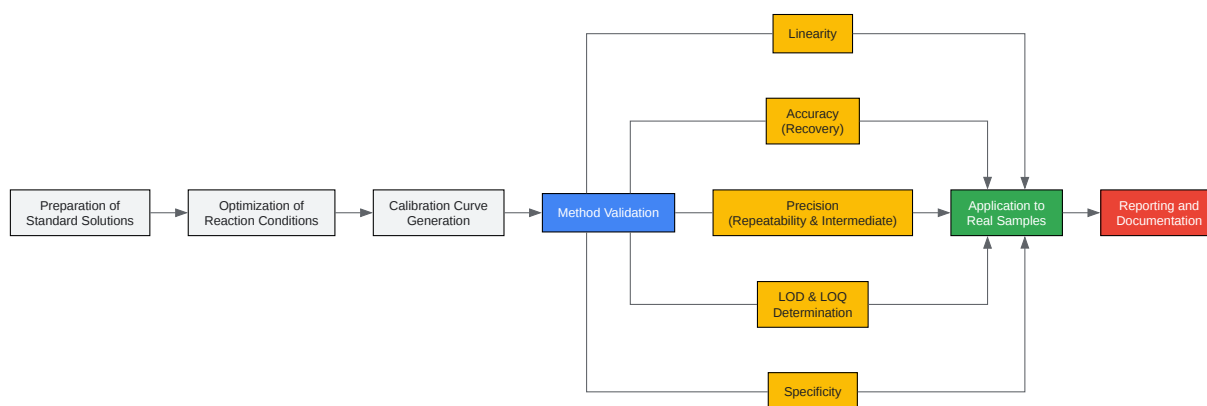 Linearity
Accuracy
(Recovery)
Preparation of
Standard Solutions
Optimization of
Reaction Conditions
Calibration Curve
Generation
Method Validation
Precision
(Repeatability & Intermediate)
Application to
Real Samples
Reporting and
Documentation
LOD & LOQ
Determination
Specificity